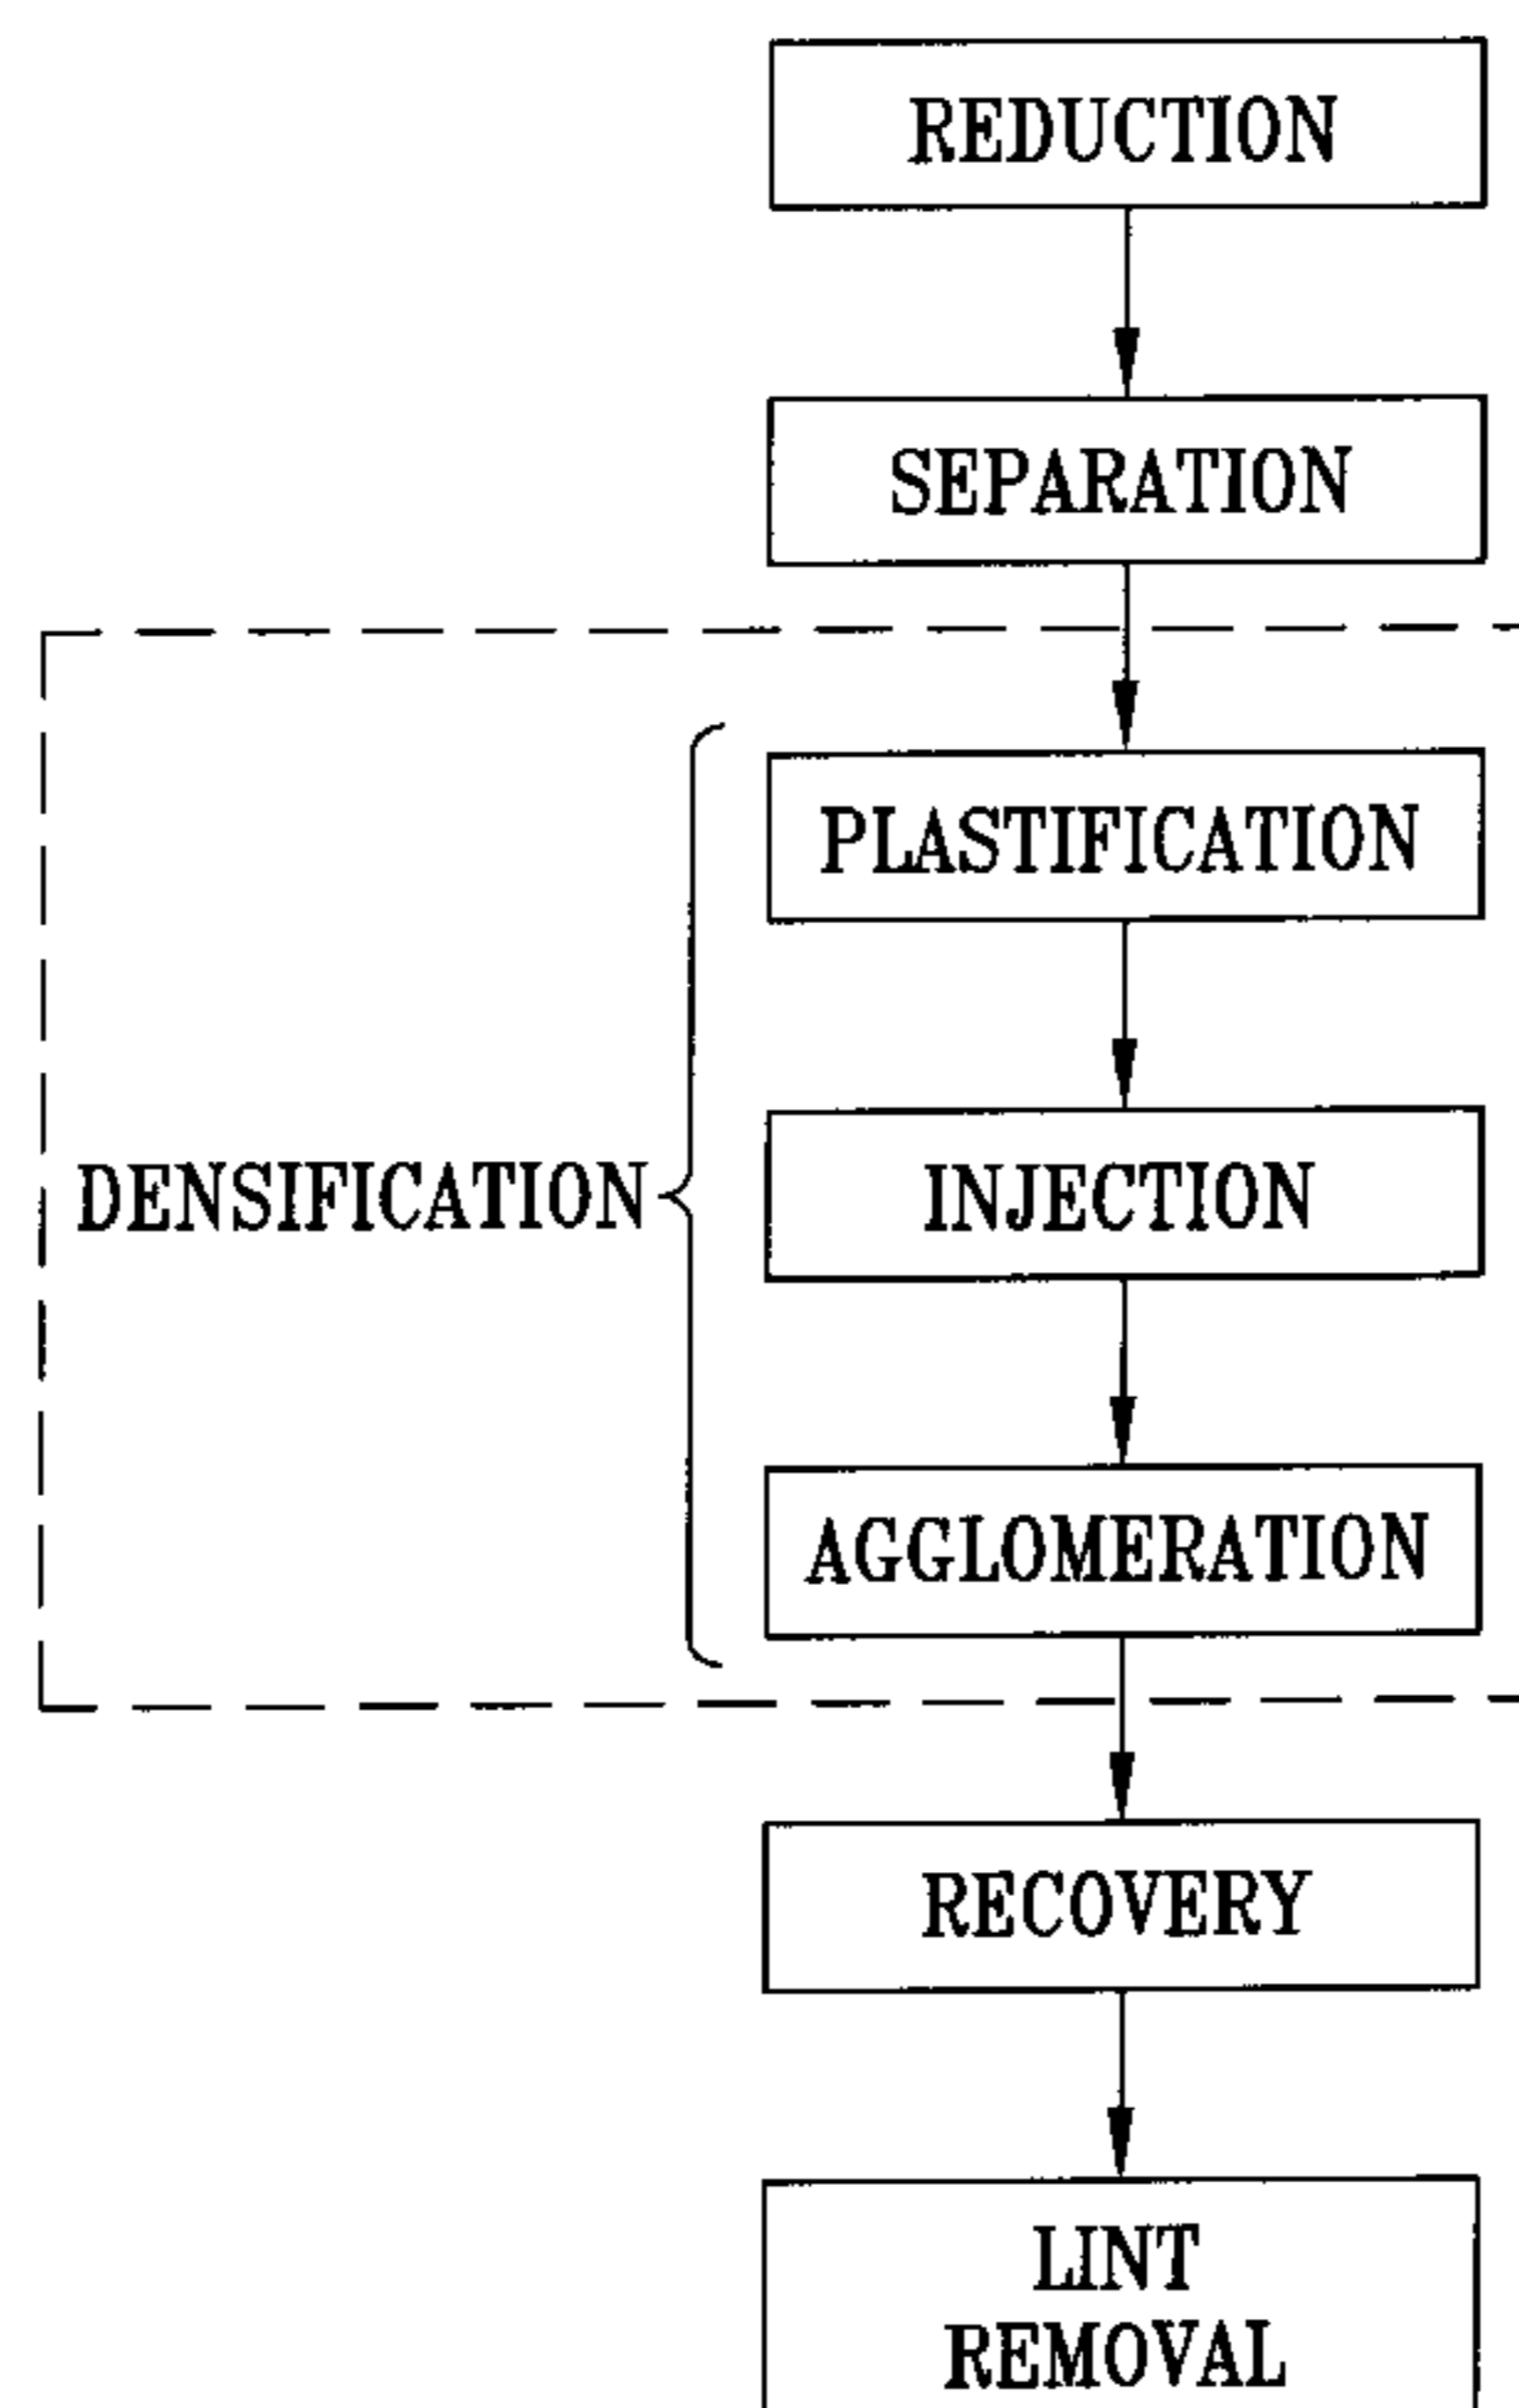 REDUCTION
SEPARATION
PLASTIFICATION
DENSIFICATION
INJECTION
AGGLOMERATION
RECOVERY
LINT
REMOVAL